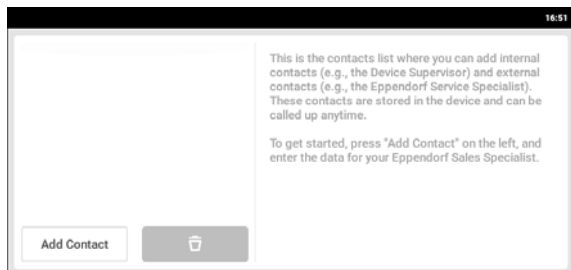 16:51
This is the contacts list where you can add internal
contacts (e.g., the Device Supervisor) and external
contacts (e.g., the Eppendorf Service Specialist).
These contacts are stored in the device and can be
called up anytime.
To get started, press "Add Contact" on the left, and
enter the data for your Eppendorf Sales Specialist.
Add Contact